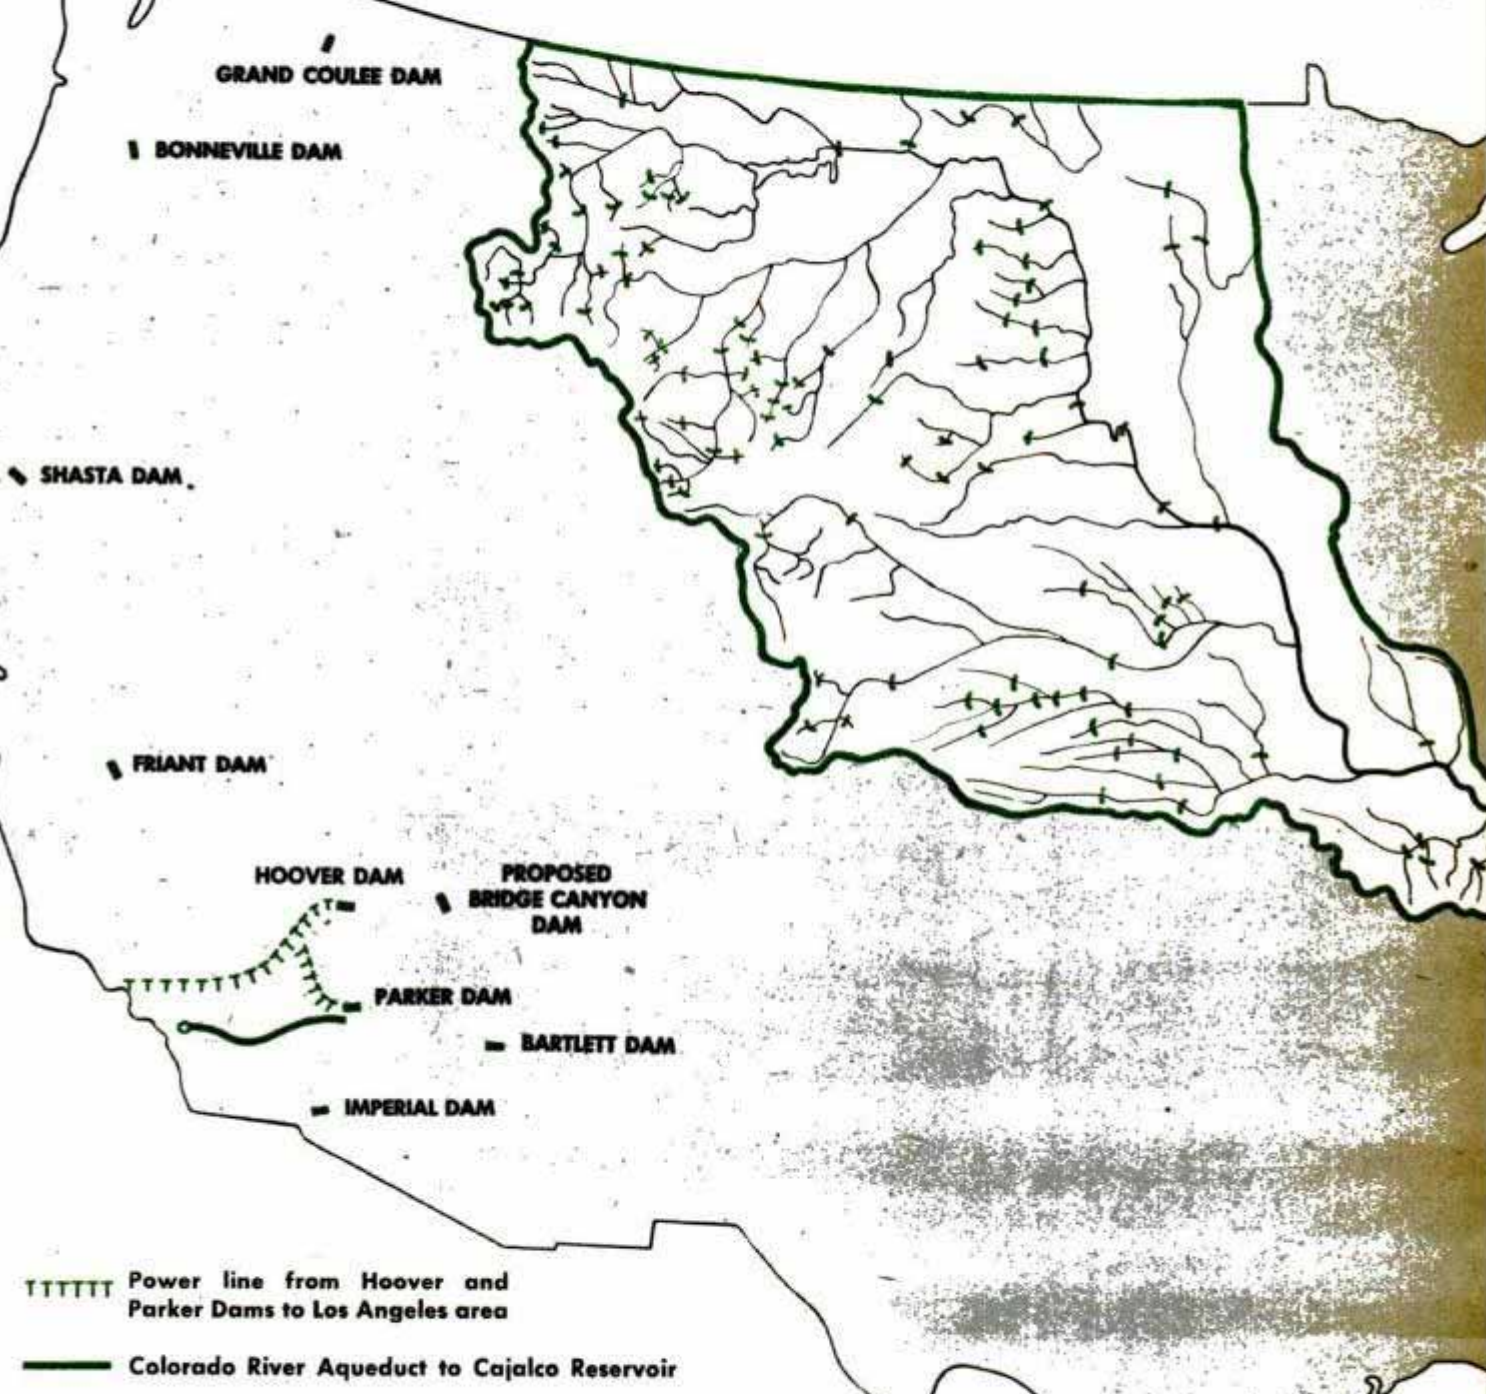 GRAND COULEE DAM
BONNEVILLE DAM
SHASTA DAM
FRIANT DAM
HOOVER DAM
PROPOSED
BRIDGE CANYON
DAM
PARKER DAM
BARTLETT DAM
IMPERIAL DAM
Power line from Hoover and
Parker Dams to Los Angeles area
Colorado River Aqueduct to Cajalco Reservoir